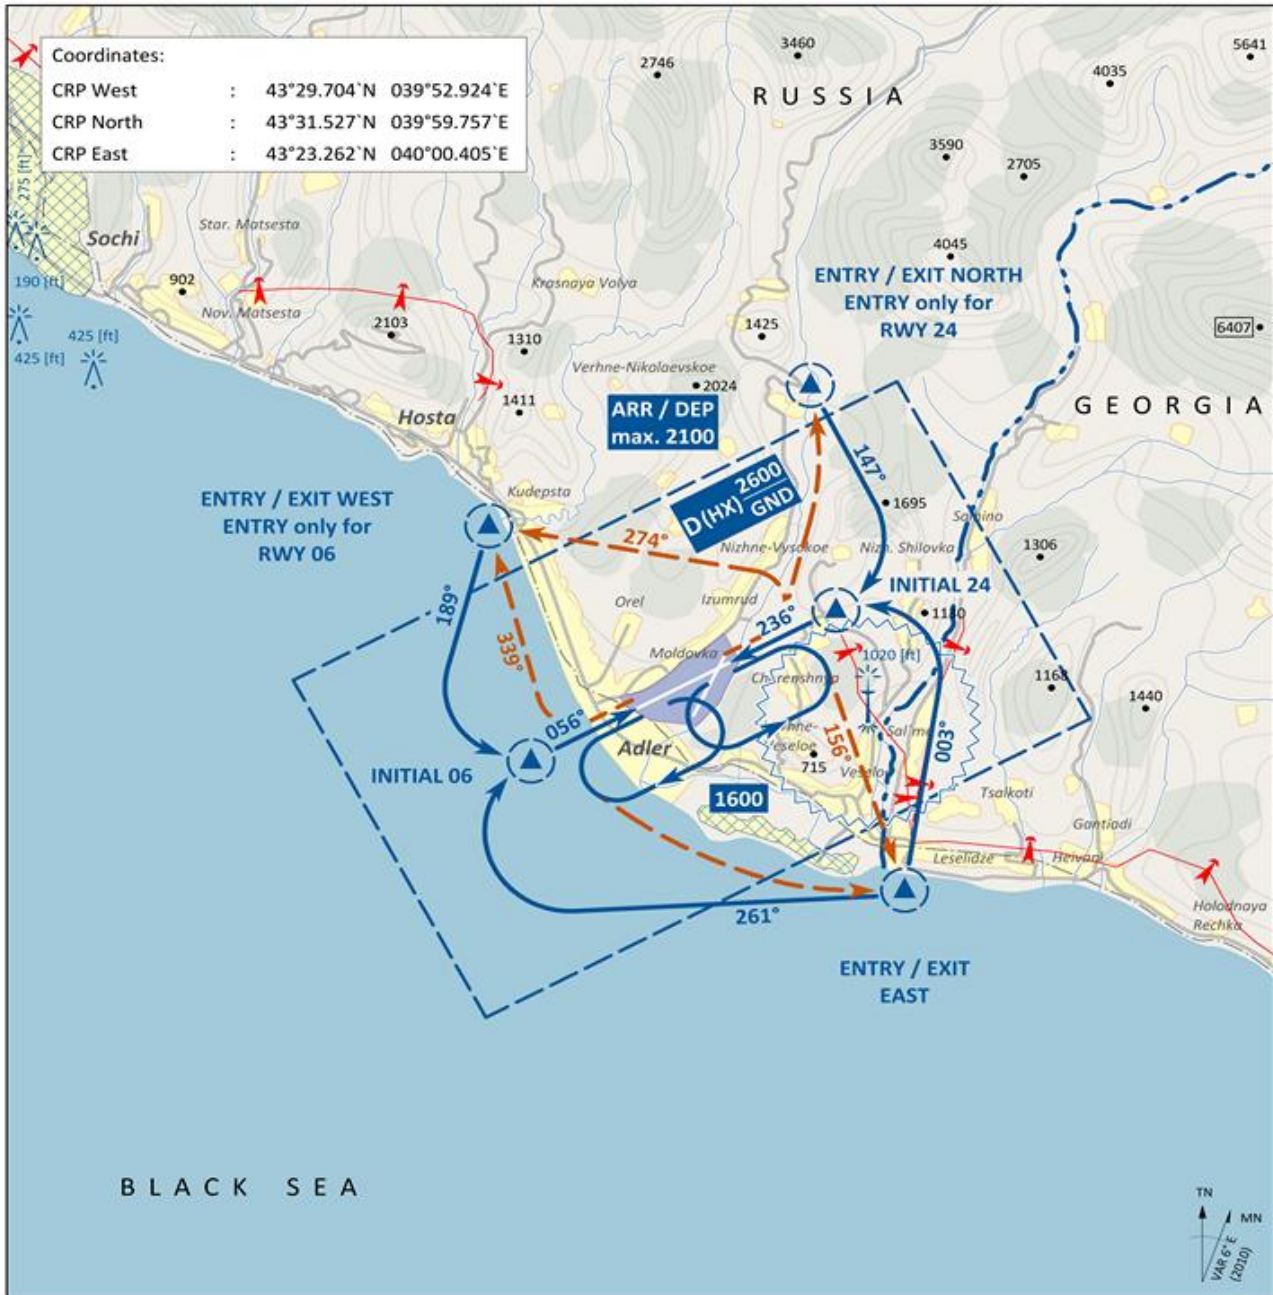 Coordinates:
CRP West : 43°29.704`N 039°52.924`E
CRP North : 43°31.527`N 039°59.757`E
CRP East : 43°23.262`N 040°00.405`E
3460
2746
5641
4035
RUSSIA
3590
2705
275 [ft]
Star. Matsesta
Sochi
4045
190 [ft]
902
Krasnaya Volya
ENTRY / EXIT NORTH
ENTRY only for
RWY 24
Nov. Matsesta
2103
1425
6407
425 [ft]
425 [ft]
1310
Verhne-Nikolaevskoe
2024
1411
ARR / DEP
max. 2100
GEORGIA
Hosta
147°
2600
D(HX)
GND
Kudepsta
1695
ENTRY / EXIT WEST
ENTRY only for
RWY 06
274°
Nizhne-Vysokoe
Nizh. Shilovka
1306
INITIAL 24
189°
Orel
Izumrud
236°
1180
339°
Moldovka
1020 [ft]
Charenshnya
1168
1440
056°
Adler
156°
003°
715
INITIAL 06
1600
Tsalkoti
Gantiadi
Leselidze
Heivani
261°
Holodnaya
Rechka
ENTRY / EXIT
EAST
BLACK SEA
TN
MN
VAR 6° E
(2010)